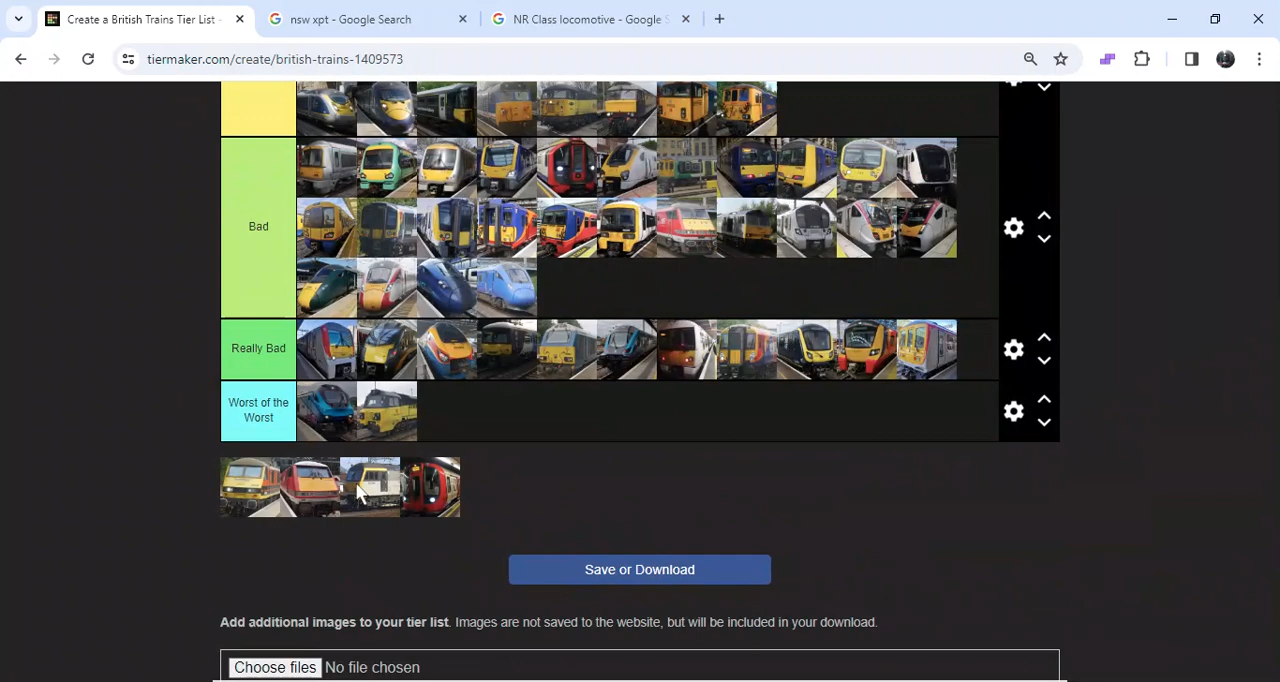 Create a British Trains Tier List -
nsw xpt - Google Search
NR Class locomotive - Google S
tiermaker.com/create/british-trains-1409573
Bad
Really Bad
Worst of the
Worst
Save or Download
Add additional images to your tier list. Images are not saved to the website, but will be included in your download.
Choose files No file chosen